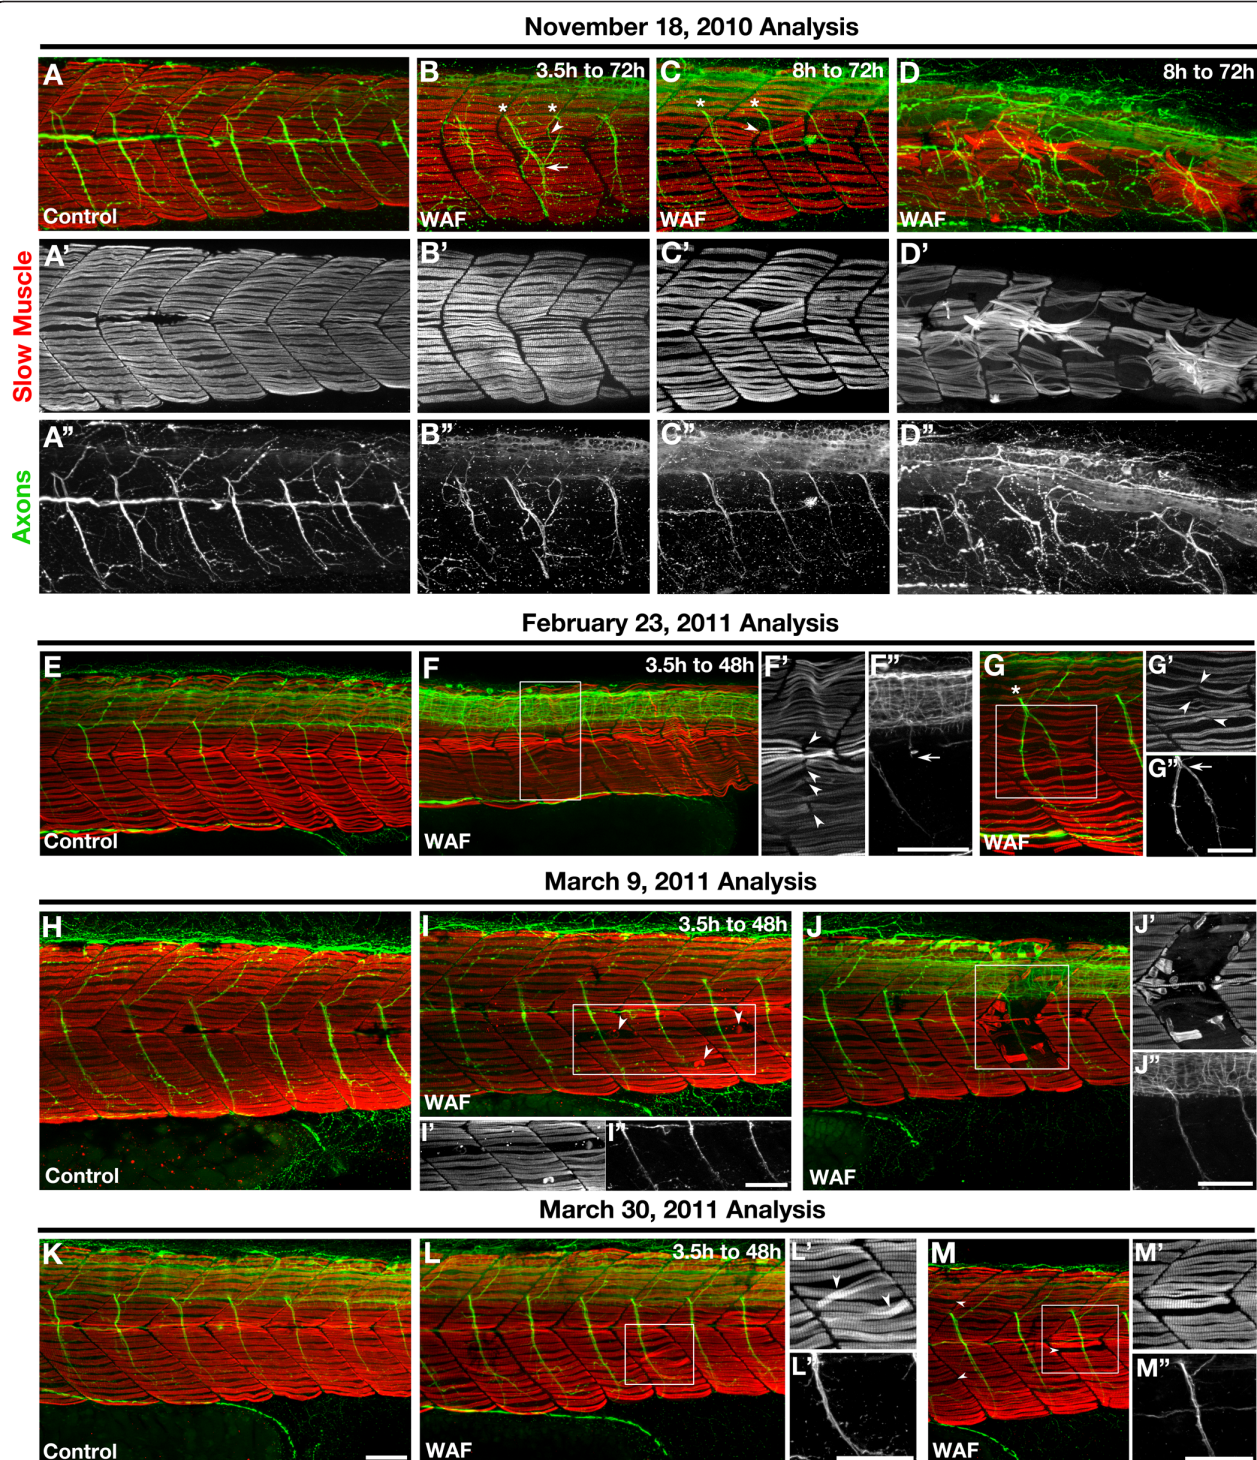 November 18, 2010 Analysis
A
Control
B
3.5h to 72h
WAF
C
8h to 72h
WAF
D
8h to 72h
WAF
Slow Muscle
A’
B’
C’
D’
Axons
A”
B”
C”
D”
February 23, 2011 Analysis
E
Control
F
3.5h to 48h
WAF
F’
F”
G
WAF
G’
G”
March 9, 2011 Analysis
H
Control
I
3.5h to 48h
WAF
I’
I”
J
WAF
J’
J”
March 30, 2011 Analysis
K
Control
L
3.5h to 48h
WAF
L’
L”
M
WAF
M’
M”